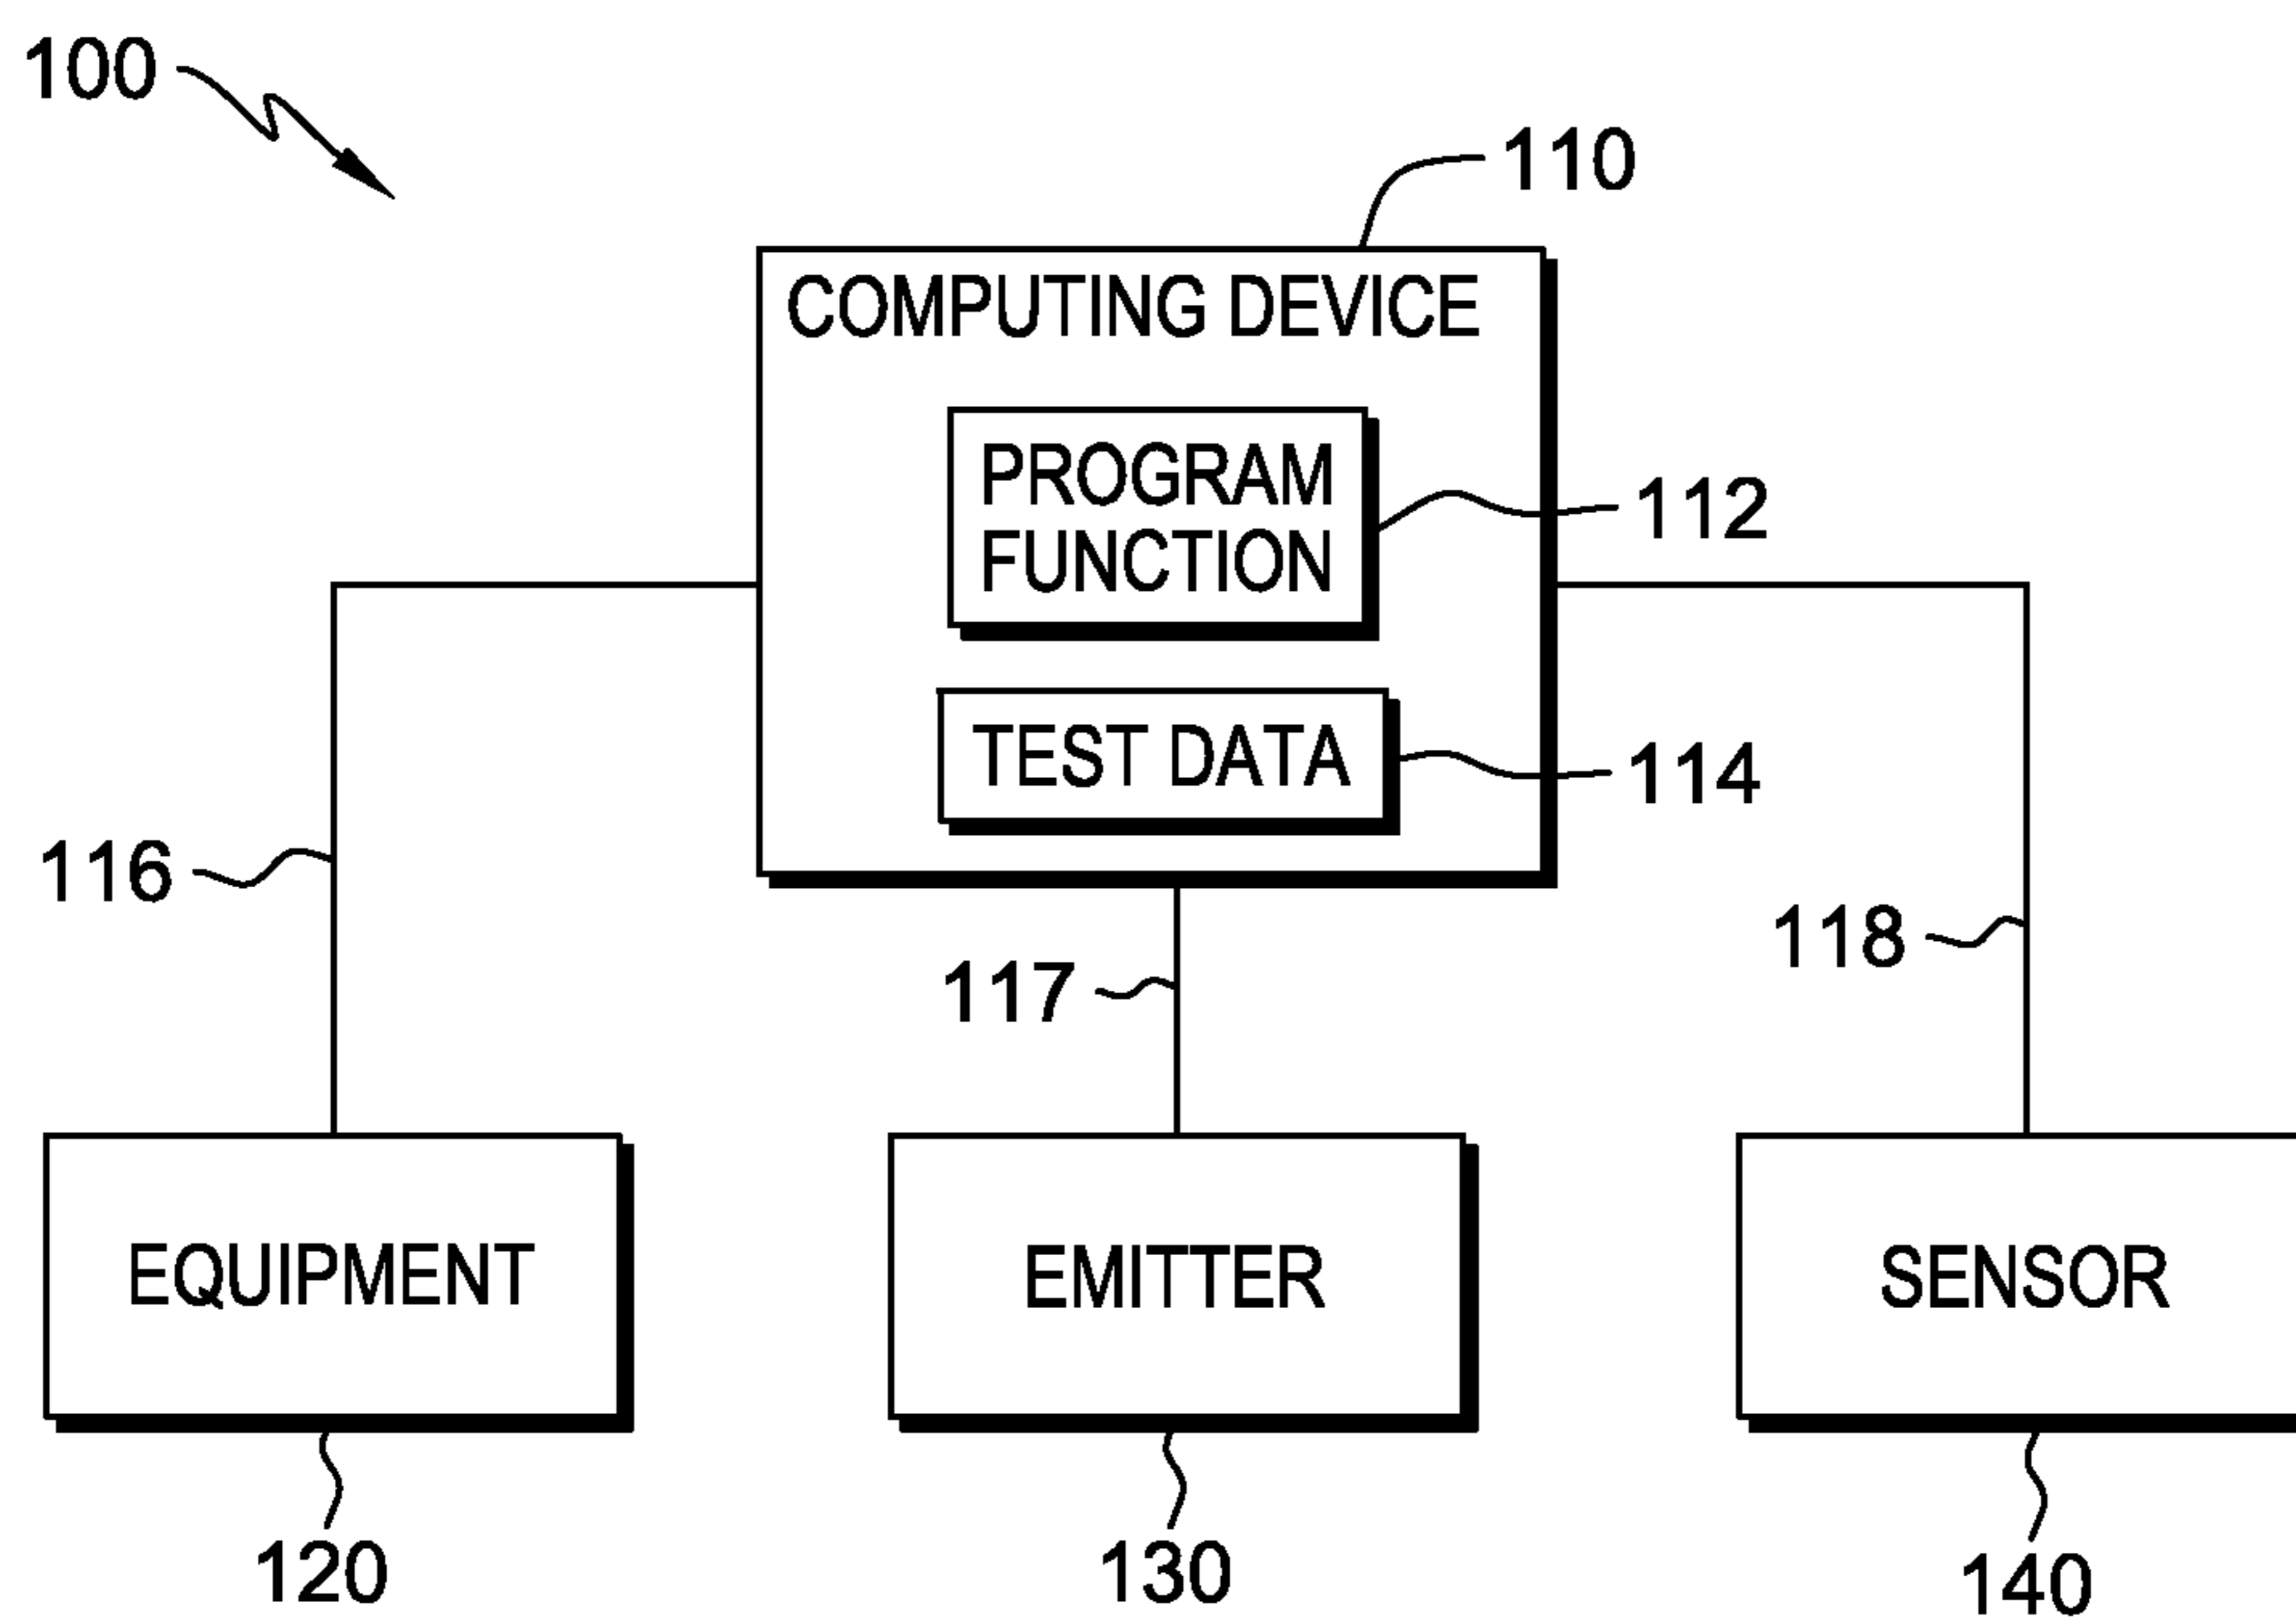 100
110
COMPUTING DEVICE
PROGRAM
FUNCTION
112
TEST DATA
114
116
117
118
EQUIPMENT
EMITTER
SENSOR
120
130
140